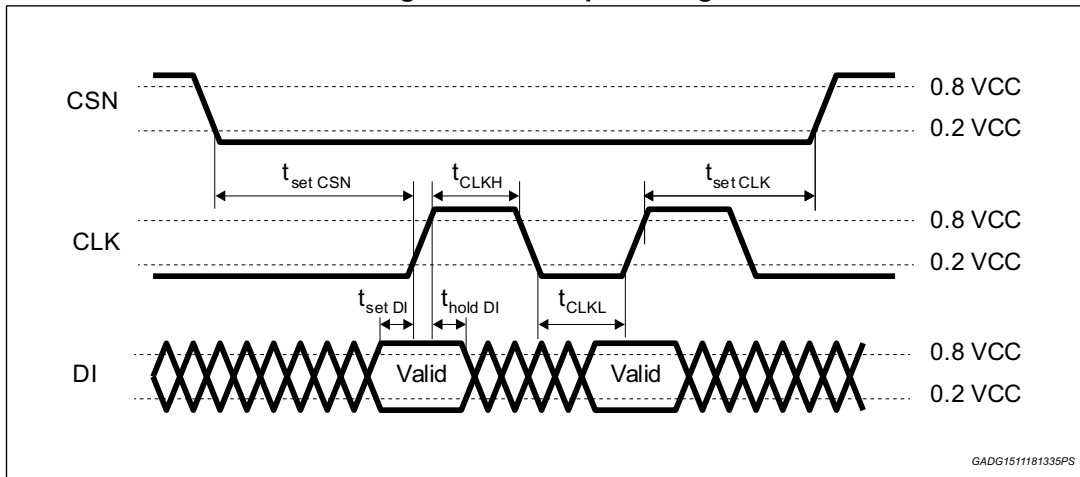 CSN
0.8 VCC
0.2 VCC
t set CSN
t CLKH
t set CLK
CLK
0.8 VCC
0.2 VCC
t set DI
t hold DI
t CLKL
DI
Valid
Valid
0.8 VCC
0.2 VCC
GADG1511181335PS